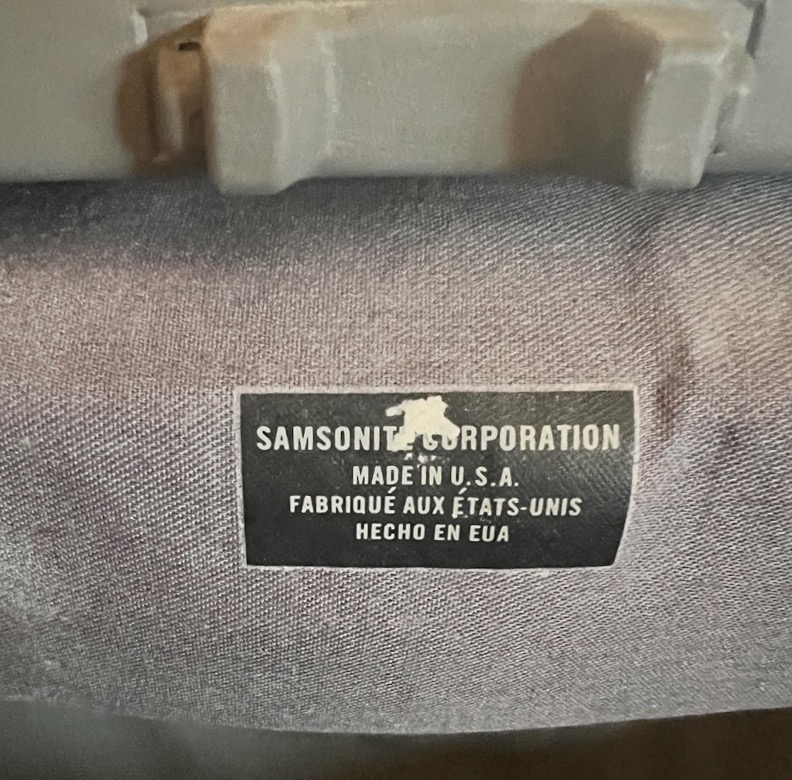 SAMSONITE CORPORATION
MADE IN U.S.A.
FABRIQUÉ AUX ÉTATS-UNIS
HECHO EN EUA